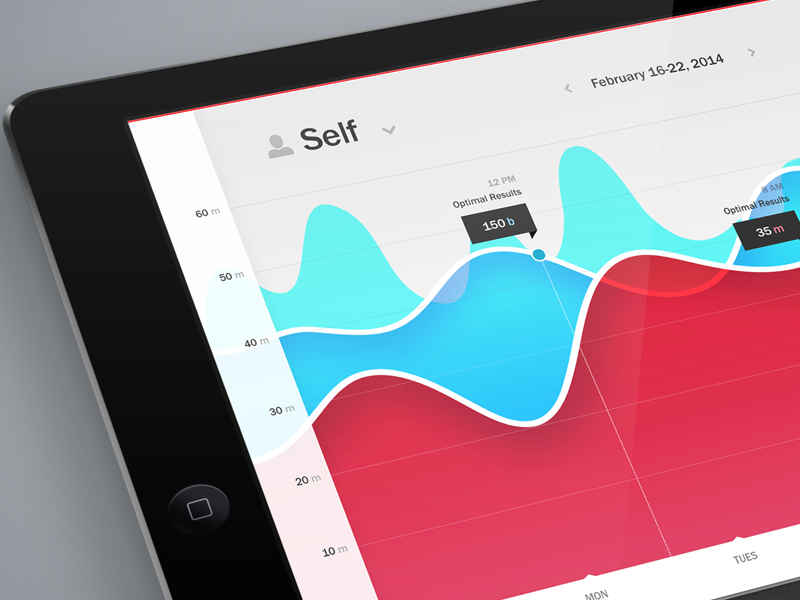 February 16-22, 2014
Self
12 PM
Optimal Results
150 b
8 AM
Optimal Results
35 m
60 m
50 m
40 m
30 m
20 m
10 m
MON
TUES